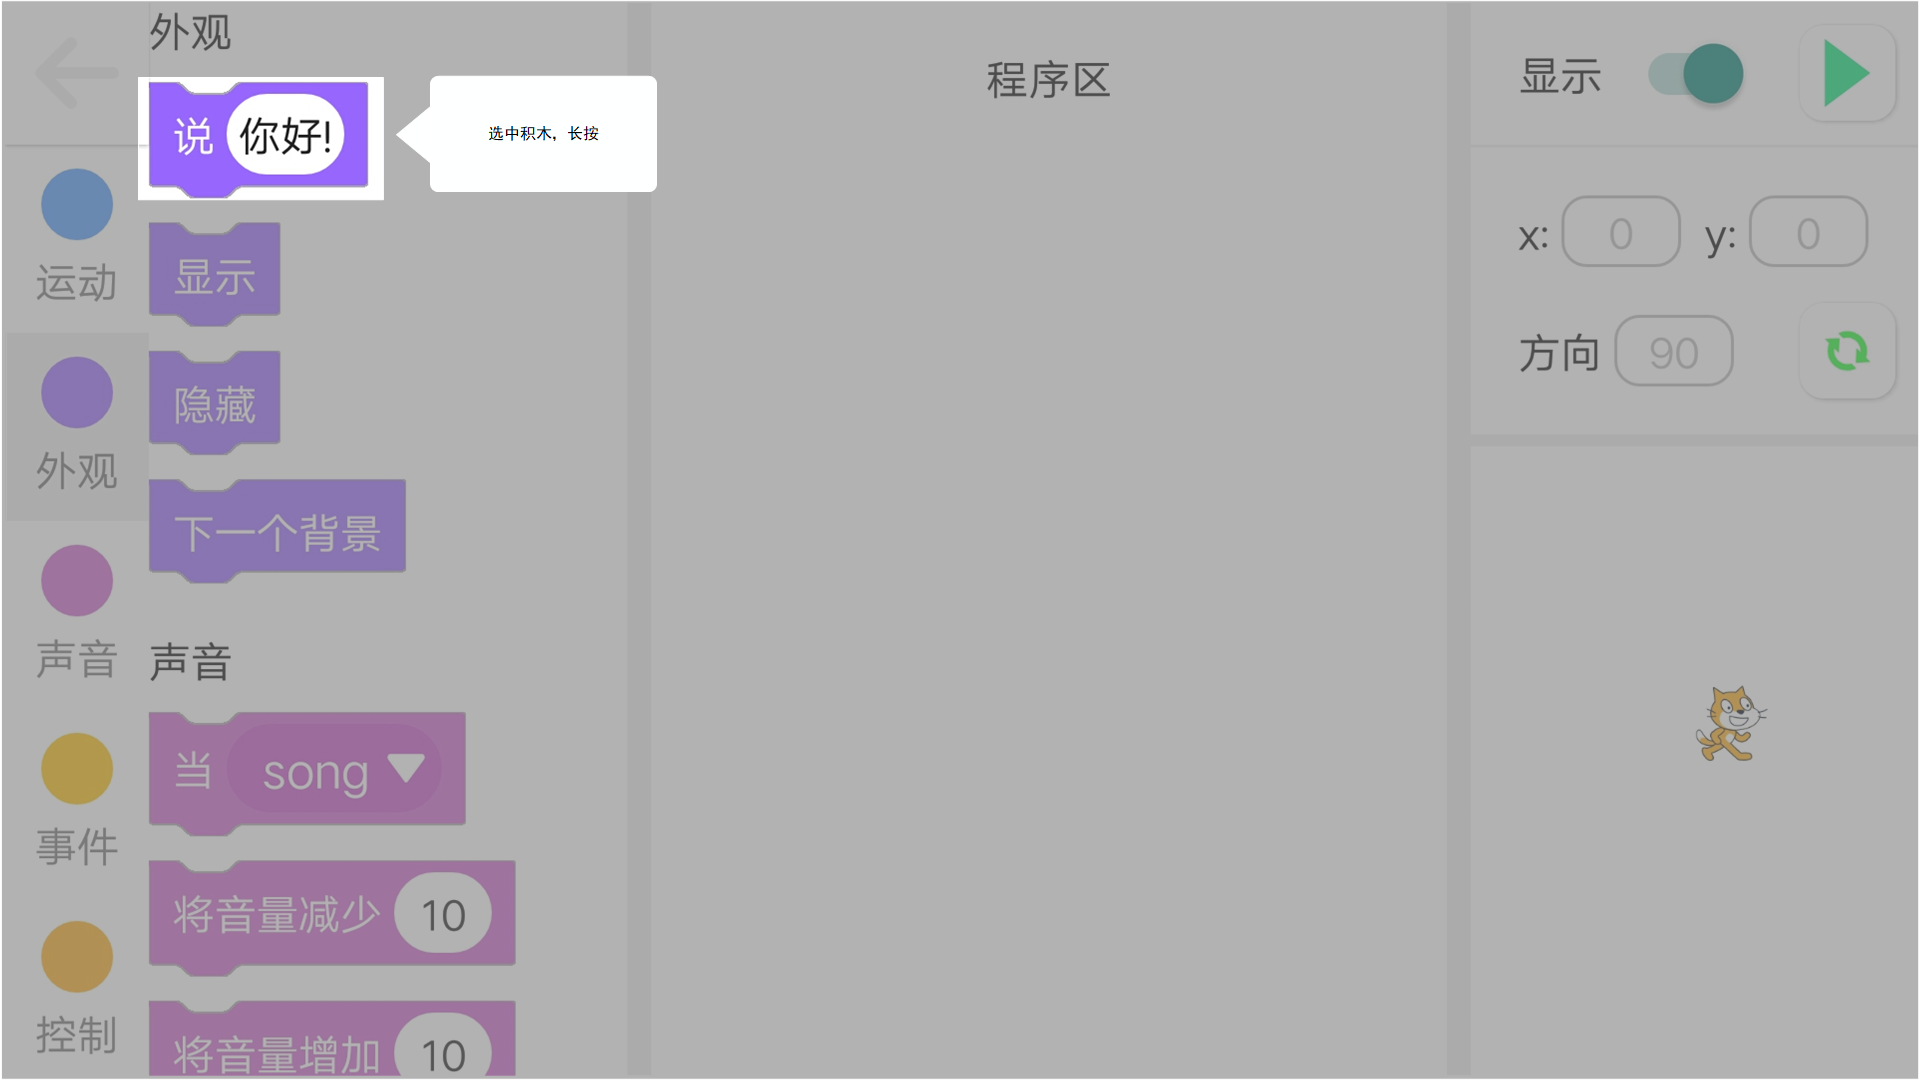 外观
说 你好!
选中积木，长按
显示
隐藏
下一个背景
声音
当 song
将音量减少 10
将音量增加 10
运动
外观
声音
事件
控制
程序区
显示
x: 0 y: 0
方向 90